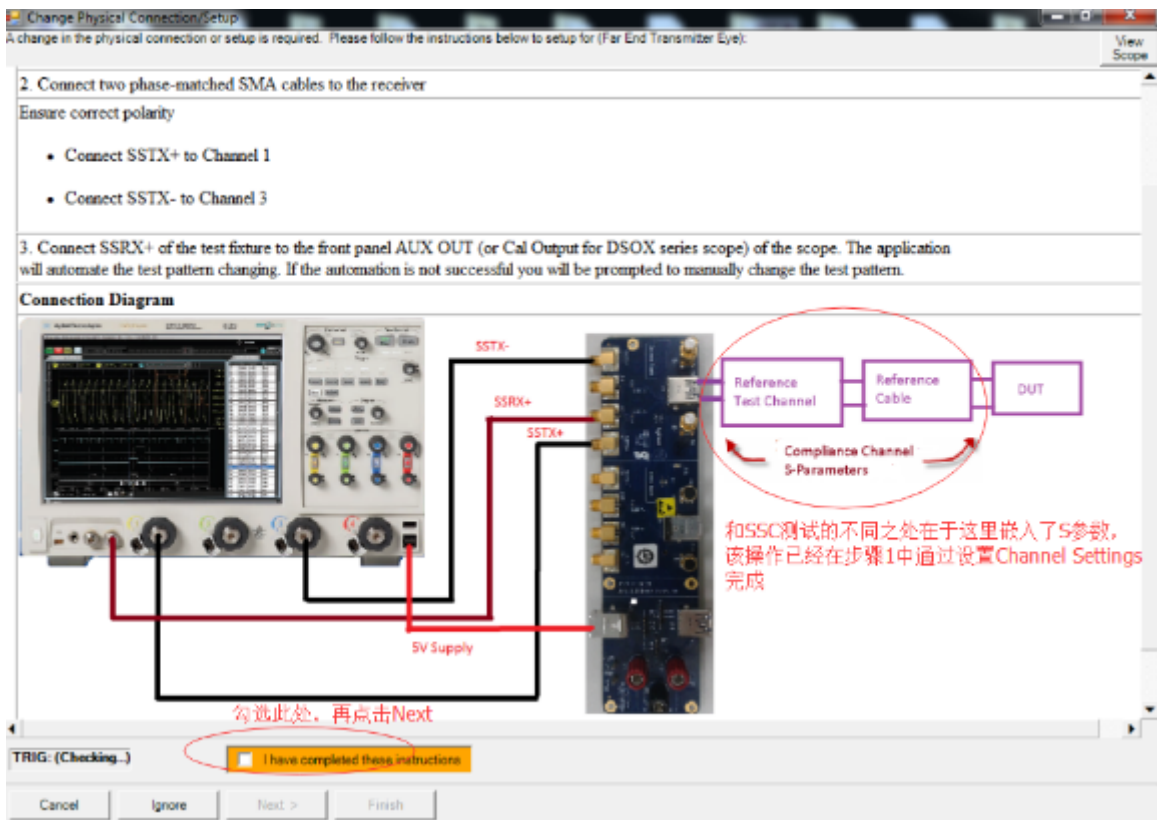 Change Physical Connection/Setup
A change in the physical connection or setup is required. Please follow the instructions below to setup for (Far End Transmitter Eye):
View
Scope
2. Connect two phase-matched SMA cables to the receiver
Ensure correct polarity
• Connect SSTX+ to Channel 1
• Connect SSTX- to Channel 3
3. Connect SSRX+ of the test fixture to the front panel AUX OUT (or Cal Output for DSOX series scope) of the scope. The application
will automate the test pattern changing. If the automation is not successful you will be prompted to manually change the test pattern.
Connection Diagram
SSTX-
SSRX+
SSTX+
Reference
Test Channel
Reference
Cable
DUT
Compliance Channel
S-Parameters
和SSC测试的不同之处在于这里嵌入了S参数，
该操作已经在步骤1中通过设置Channel Settings
完成
5V Supply
勾选此处，再点击Next
TRIG: (Checking...)
I have completed these instructions
Cancel
Ignore
Next >
Finish